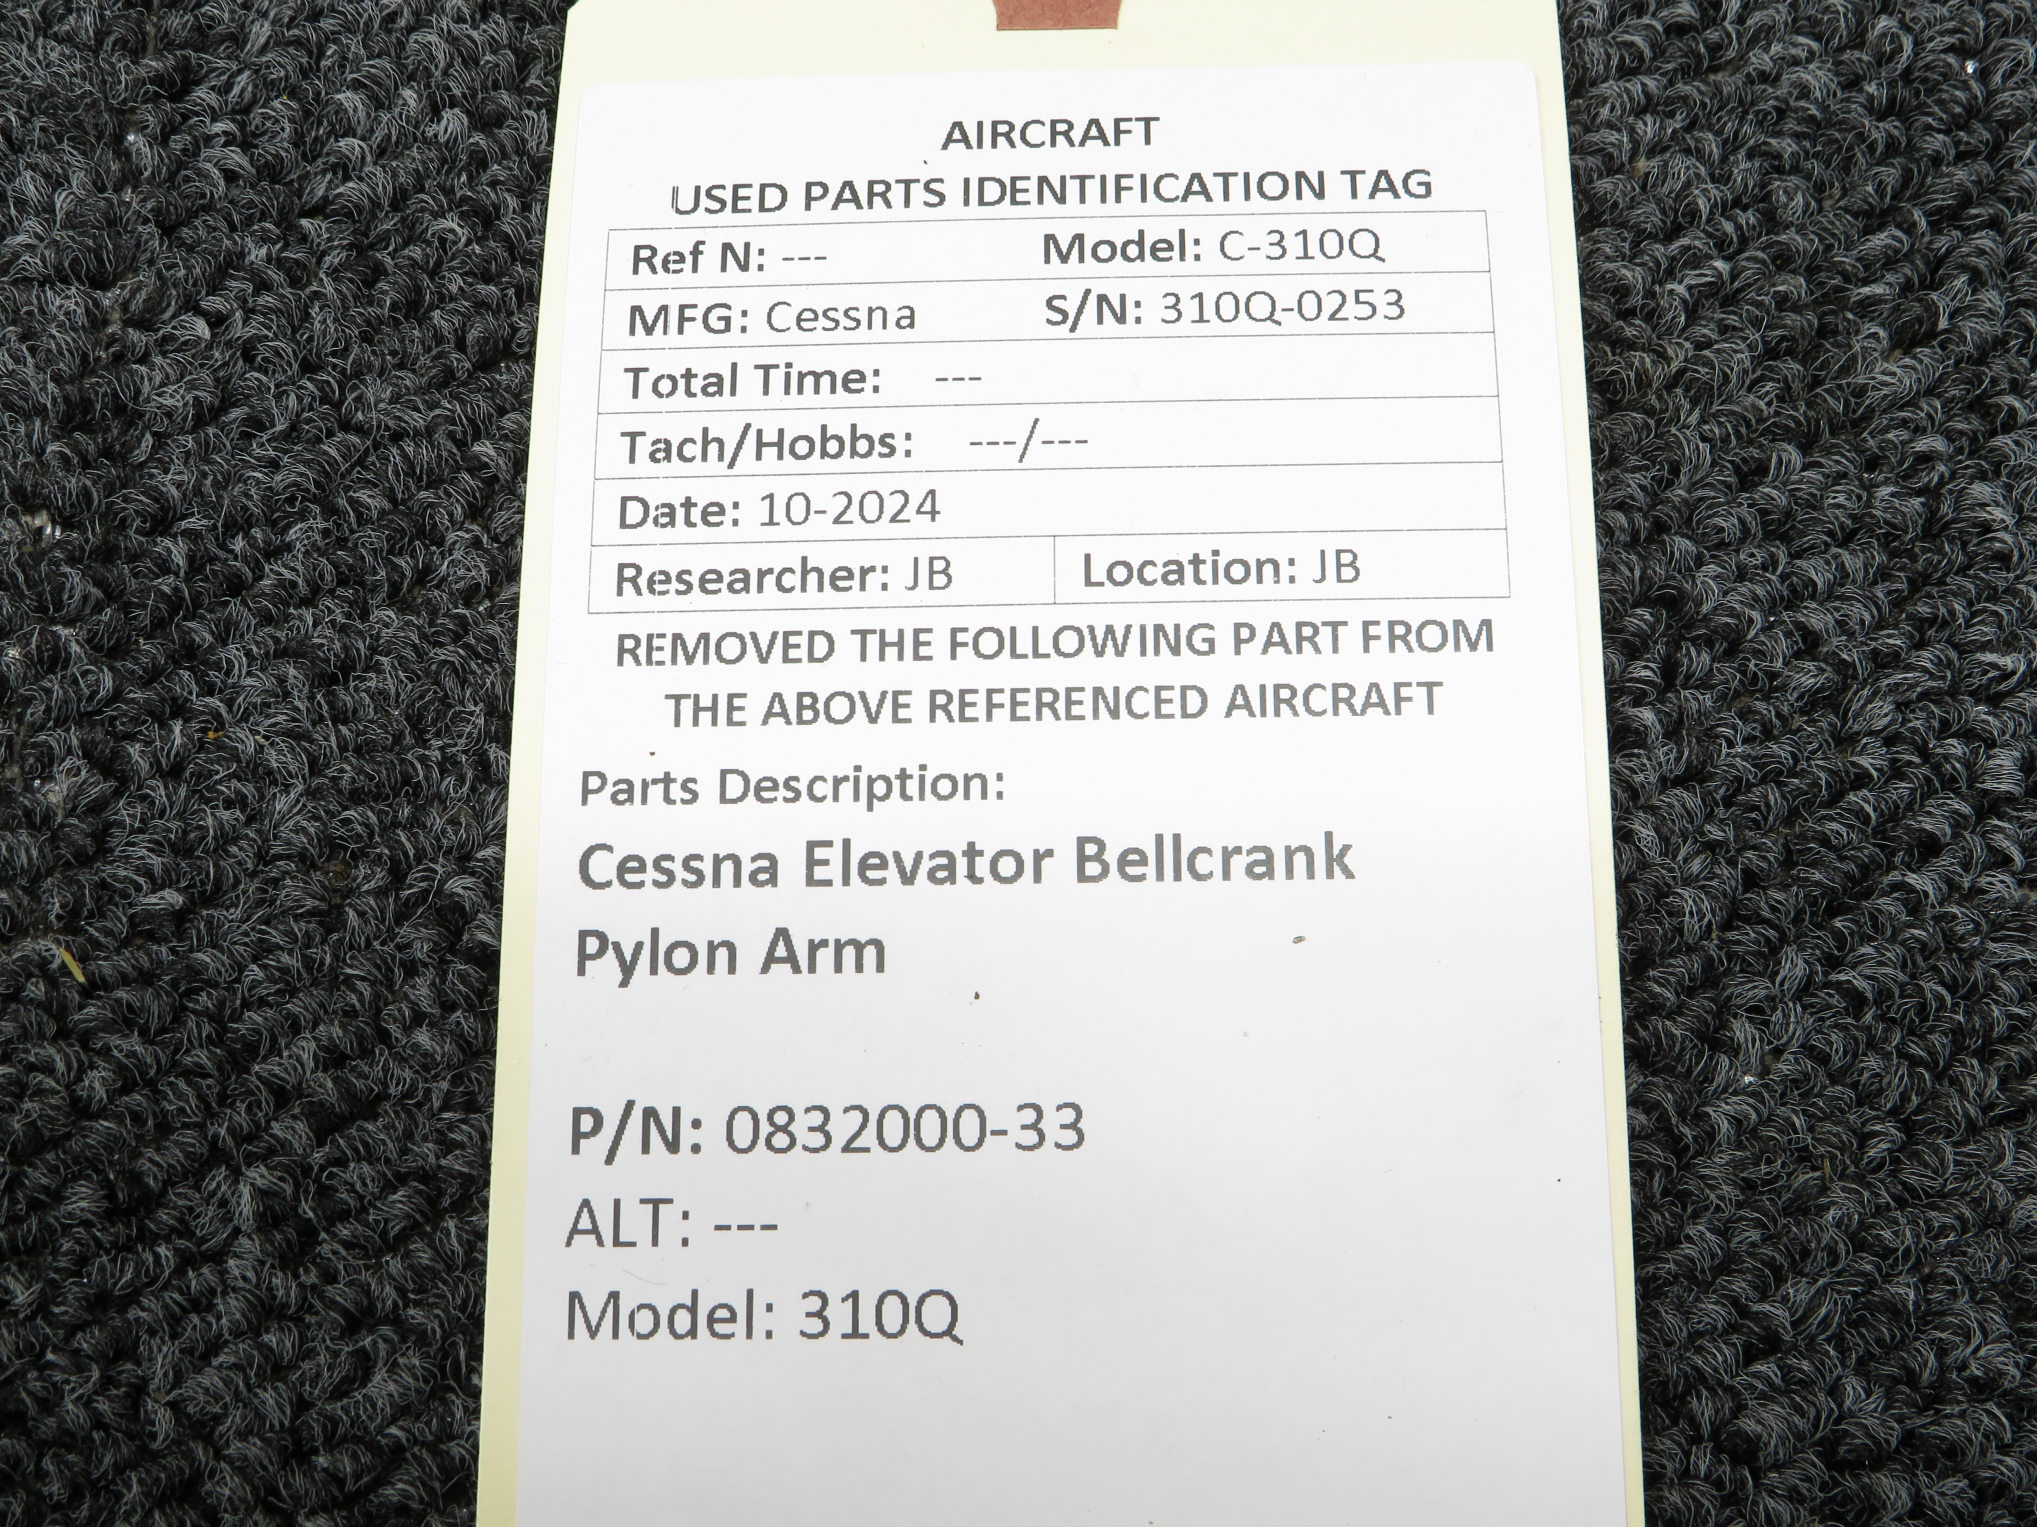 AIRCRAFT
USED PARTS IDENTIFICATION TAG
Ref N: --- Model: C-310Q
MFG: Cessna S/N: 310Q-0253
Total Time: ---
Tach/Hobbs: ---/---
Date: 10-2024
Researcher: JB Location: JB
REMOVED THE FOLLOWING PART FROM
THE ABOVE REFERENCED AIRCRAFT
Parts Description:
Cessna Elevator Bellcrank
Pylon Arm
P/N: 0832000-33
ALT: ---
Model: 310Q